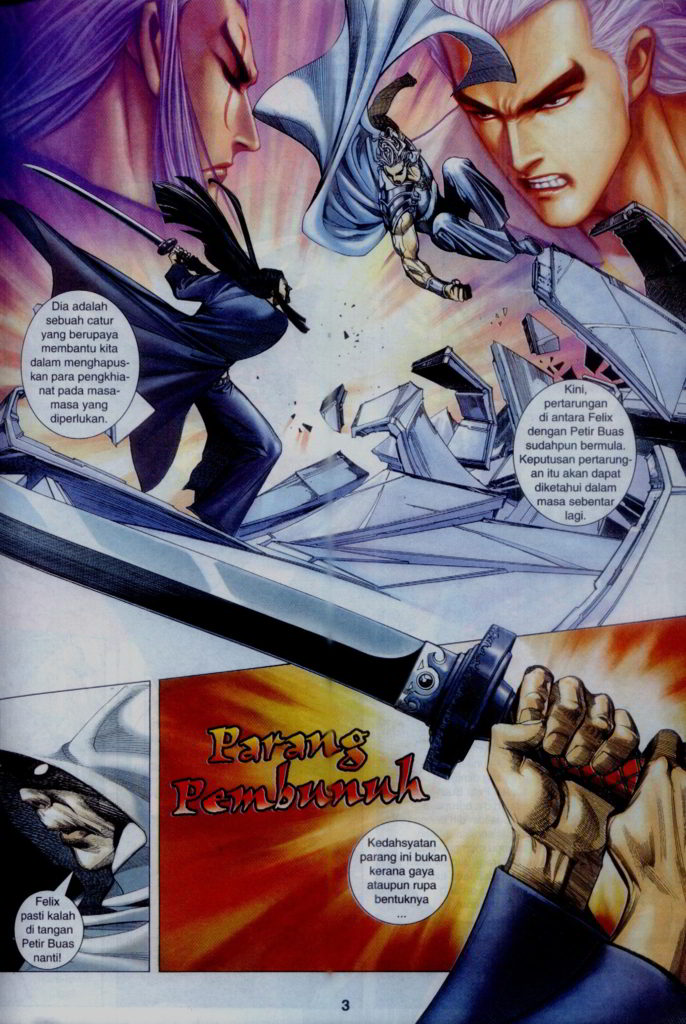 Dia adalah
sebuah catur
yang berupaya
membantu kita
dalam menghapus-
kan para pengkhia-
nat pada masa-
masa yang
diperlukan.
Kini,
pertarungan
di antara Felix
dengan Petir Buas
sudahpun bermula.
Keputusan pertarung-
an itu akan dapat
diketahui dalam
masa sebentar
lagi.
Parang
Pembunuh
Kedahsyatan
parang ini bukan
kerana gaya
ataupun rupa
bentuknya
...
Felix
pasti kalah
di tangan
Petir Buas
nanti!
3